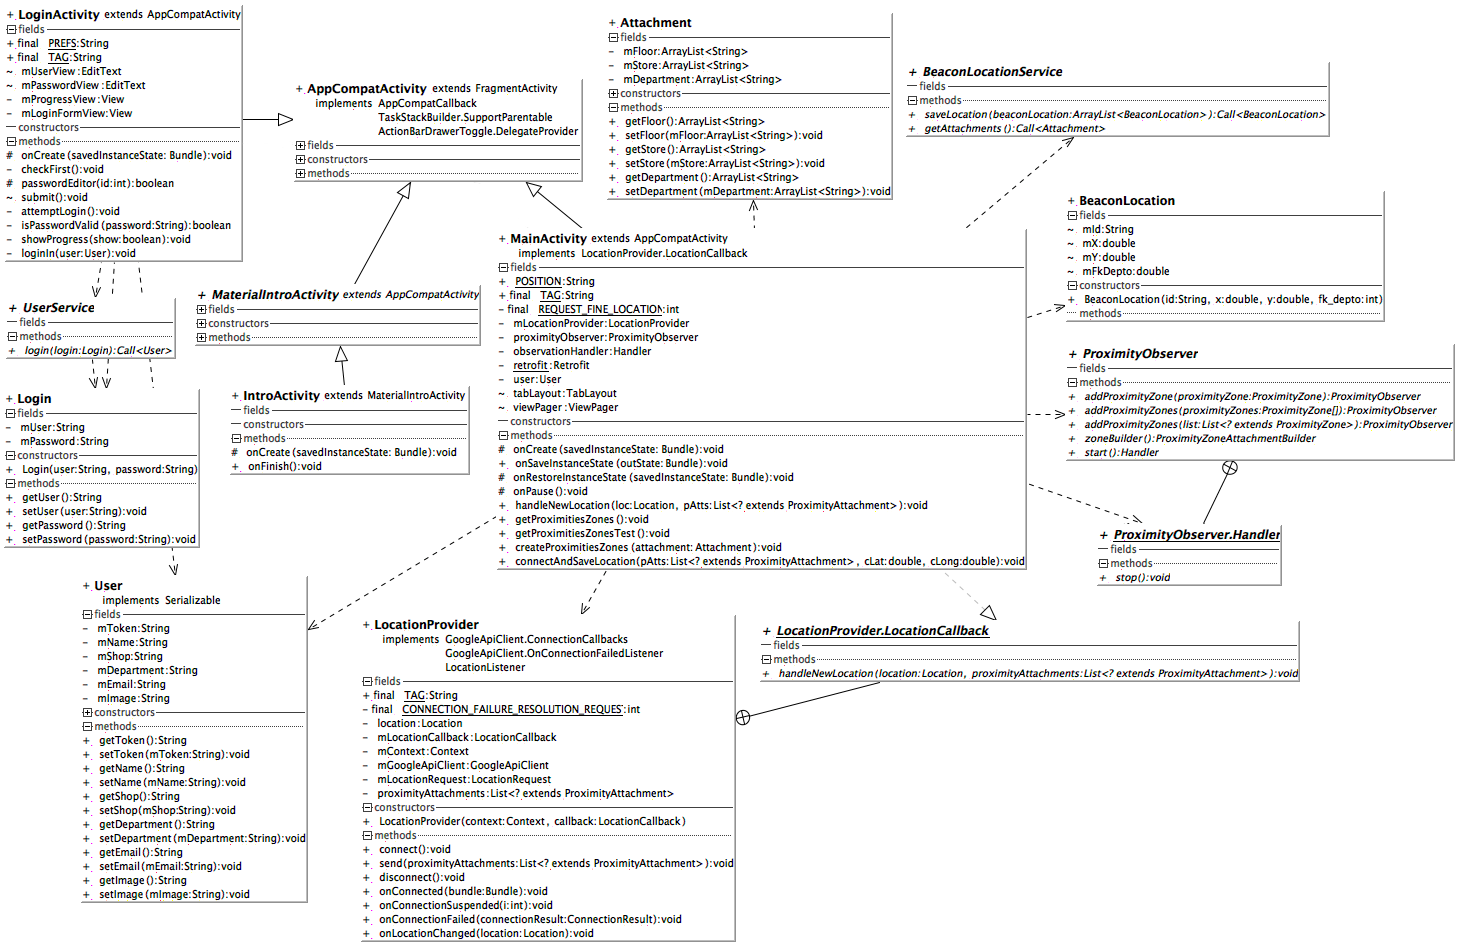 + LoginActivity extends AppCompatActivity
fields
+ final PREFS:String
+ final TAG:String
~ mUserView:EditText
~ mPasswordView:EditText
- mProgressView:View
- mLoginFormView:View
constructors
methods
# onCreate(savedInstanceState: Bundle):void
- checkFirst():void
# passwordEditor(id:int):boolean
~ submit():void
- attemptLogin():void
- isPasswordValid(password:String):boolean
- showProgress(show:boolean):void
- loginIn(user:User):void
+ UserService
fields
methods
+ login(login:Login):Call<User>
+ Login
fields
- mUser:String
- mPassword:String
constructors
+ Login(user:String, password:String)
methods
+ getUser():String
+ setUser(user:String):void
+ getPassword():String
+ setPassword(password:String):void
+ User
implements Serializable
fields
- mToken:String
- mName:String
- mShop:String
- mDepartment:String
- mEmail:String
- mImage:String
constructors
methods
+ getToken():String
+ setToken(mToken:String):void
+ getName():String
+ setName(mName:String):void
+ getShop():String
+ setShop(mShop:String):void
+ getDepartment():String
+ setDepartment(mDepartment:String):void
+ getEmail():String
+ setEmail(mEmail:String):void
+ getImage():String
+ setImage(mImage:String):void
+ AppCompatActivity extends FragmentActivity
implements AppCompatCallback
TaskStackBuilder.SupportParentable
ActionBarDrawerToggle.DelegateProvider
fields
constructors
methods
+ MaterialIntroActivity extends AppCompatActivity
fields
constructors
methods
+ IntroActivity extends MaterialIntroActivity
fields
constructors
methods
# onCreate(savedInstanceState: Bundle):void
+ onFinish():void
+ Attachment
fields
- mFloor:ArrayList<String>
- mStore:ArrayList<String>
- mDepartment:ArrayList<String>
constructors
methods
+ getFloor():ArrayList<String>
+ setFloor(mFloor:ArrayList<String>):void
+ getStore():ArrayList<String>
+ setStore(mStore:ArrayList<String>):void
+ getDepartment():ArrayList<String>
+ setDepartment(mDepartment:ArrayList<String>):void
+ MainActivity extends AppCompatActivity
implements LocationProvider.LocationCallback
fields
+ POSITION:String
+ final TAG:String
- final REQUEST_FINE_LOCATION:int
- mLocationProvider:LocationProvider
- proximityObserver:ProximityObserver
- observationHandler:Handler
- retrofit:Retrofit
- user:User
~ tabLayout:TabLayout
~ viewPager:ViewPager
constructors
methods
# onCreate(savedInstanceState: Bundle):void
+ onSaveInstanceState(outState: Bundle):void
# onRestoreInstanceState(savedInstanceState: Bundle):void
# onPause():void
+ handleNewLocation(loc:Location, pAtts:List<? extends ProximityAttachment>):void
+ getProximitiesZones():void
+ getProximitiesZonesTest():void
+ createProximitiesZones(attachment: Attachment):void
+ connectAndSaveLocation(pAtts:List<? extends ProximityAttachment>, cLat:double, cLong:double):void
+ LocationProvider
implements GoogleApiClient.ConnectionCallbacks
GoogleApiClient.OnConnectionFailedListener
LocationListener
fields
+ final TAG:String
- final CONNECTION_FAILURE_RESOLUTION_REQUEST:int
- location:Location
- mLocationCallback:LocationCallback
- mContext:Context
- mGoogleApiClient:GoogleApiClient
- mLocationRequest:LocationRequest
- proximityAttachments:List<? extends ProximityAttachment>
constructors
+ LocationProvider(context:Context, callback:LocationCallback)
methods
+ connect():void
+ send(proximityAttachments:List<? extends ProximityAttachment>):void
+ disconnect():void
+ onConnected(bundle:Bundle):void
+ onConnectionSuspended(i:int):void
+ onConnectionFailed(connectionResult:ConnectionResult):void
+ onLocationChanged(location:Location):void
+ BeaconLocationService
fields
methods
+ saveLocation(beaconLocation:ArrayList<BeaconLocation>):Call<BeaconLocation>
+ getAttachments():Call<Attachment>
+ BeaconLocation
fields
~ mId:String
~ mX:double
~ mY:double
~ mFkDepto:double
constructors
+ BeaconLocation(id:String, x:double, y:double, fk_depto:int)
methods
+ ProximityObserver
fields
methods
+ addProximityZone(proximityZone:ProximityZone):ProximityObserver
+ addProximityZones(proximityZones:ProximityZone[]):ProximityObserver
+ addProximityZones(list:List<? extends ProximityZone>):ProximityObserver
+ zoneBuilder():ProximityZoneAttachmentBuilder
+ start():Handler
+ ProximityObserver.Handler
fields
methods
+ stop():void
+ LocationProvider.LocationCallback
fields
methods
+ handleNewLocation(location:Location, proximityAttachments:List<? extends ProximityAttachment>):void